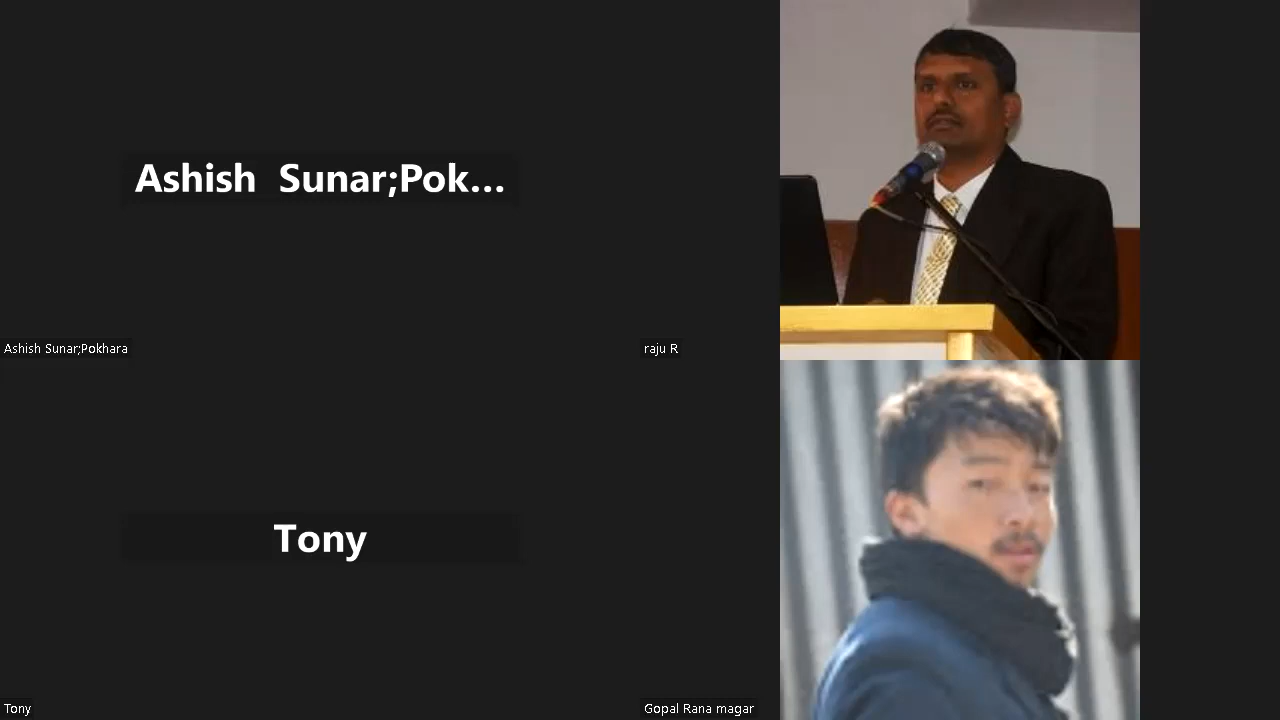 Ashish  Sunar;Pok...
Ashish Sunar;Pokhara
raju R
Tony
Tony
Gopal Rana magar